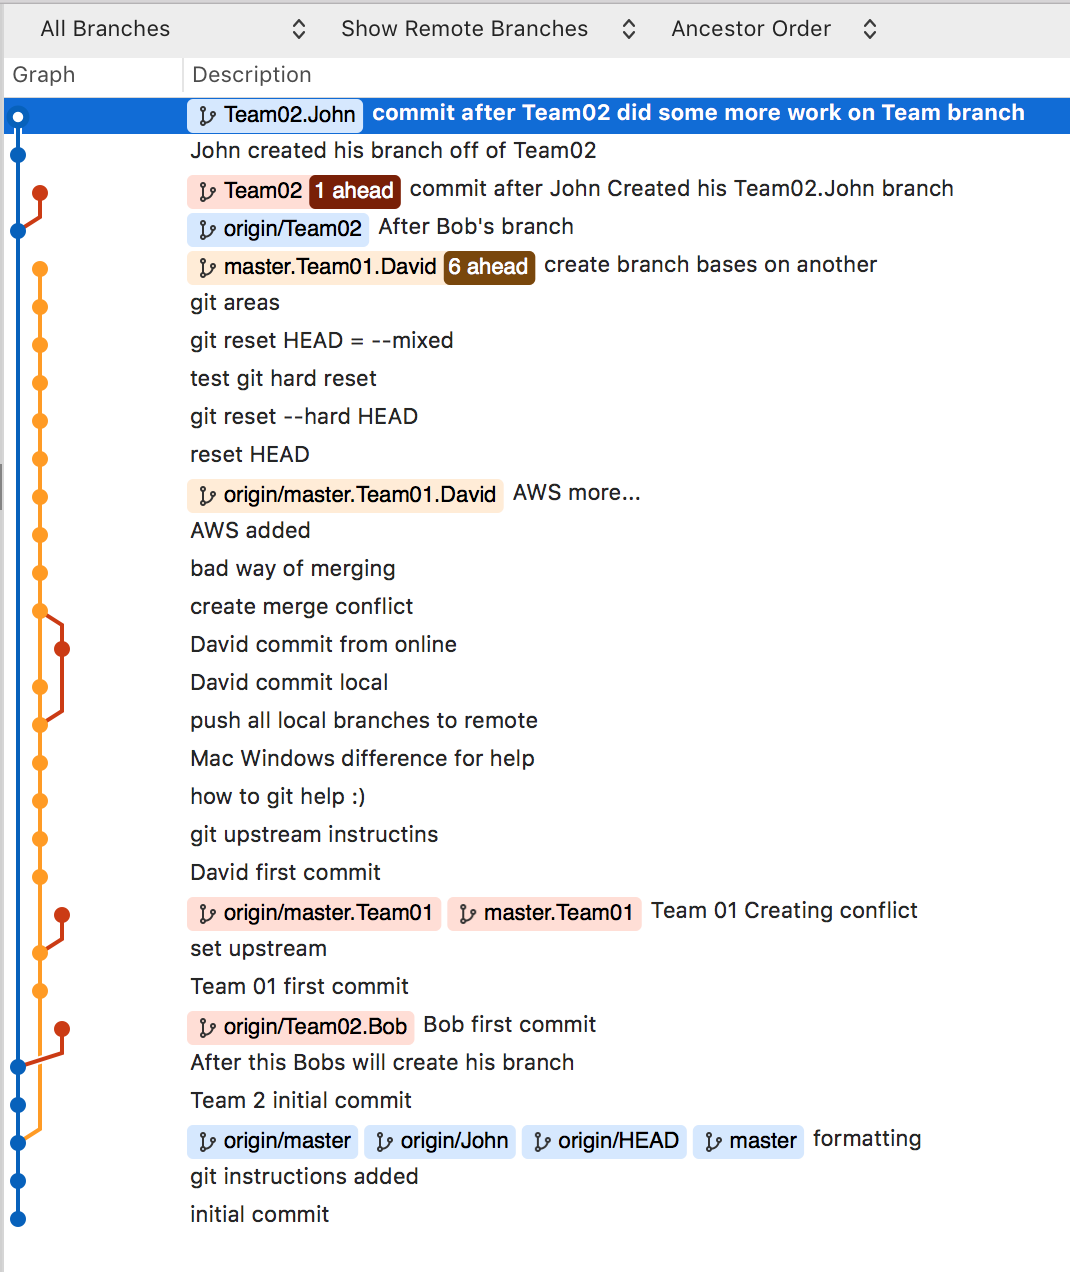 All Branches Show Remote Branches Ancestor Order
Graph Description
Team02.John commit after Team02 did some more work on Team branch
John created his branch off of Team02
Team02 1 ahead commit after John Created his Team02.John branch
origin/Team02 After Bob's branch
master.Team01.David 6 ahead create branch bases on another
git areas
git reset HEAD = --mixed
test git hard reset
git reset --hard HEAD
reset HEAD
origin/master.Team01.David AWS more...
AWS added
bad way of merging
create merge conflict
David commit from online
David commit local
push all local branches to remote
Mac Windows difference for help
how to git help :)
git upstream instructins
David first commit
origin/master.Team01 master.Team01 Team 01 Creating conflict
set upstream
Team 01 first commit
origin/Team02.Bob Bob first commit
After this Bobs will create his branch
Team 2 initial commit
origin/master origin/John origin/HEAD master formatting
git instructions added
initial commit